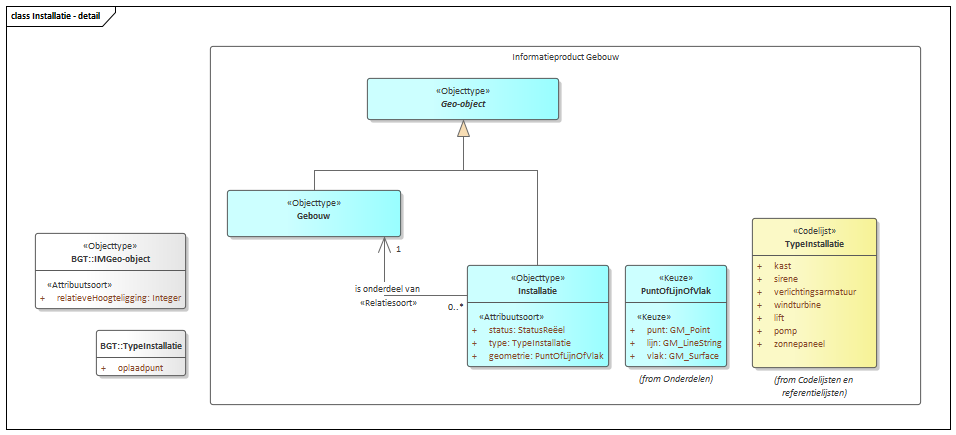 class Installatie - detail
Informatieproduct Gebouw
«Objecttype»
Geo-object
«Objecttype»
Gebouw
«Objecttype»
BGT::IMGeo-object
«Attribuutsoort»
+ relatieveHoogteligging: Integer
BGT::TypeInstallatie
+ oplaadpunt
1
is onderdeel van
«Relatiesoort»
0..*
«Objecttype»
Installatie
«Attribuutsoort»
+ status: StatusReëel
+ type: TypeInstallatie
+ geometrie: PuntOfLijnOfVlak
«Keuze»
PuntOfLijnOfVlak
«Keuze»
+ punt: GM_Point
+ lijn: GM_LineString
+ vlak: GM_Surface
(from Onderdelen)
«Codelijst»
TypeInstallatie
+ kast
+ sirene
+ verlichtingsarmatuur
+ windturbine
+ lift
+ pomp
+ zonnepaneel
(from Codelijsten en
referentielijsten)